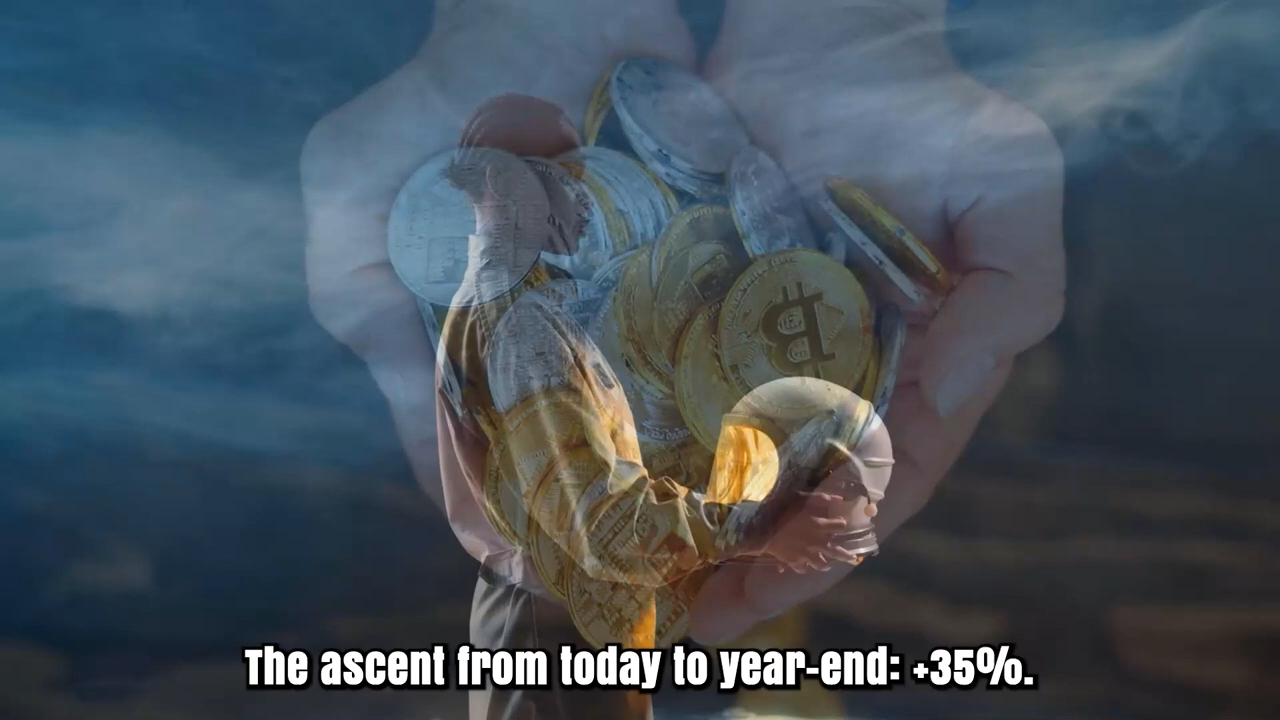 The ascent from today to year-end: +35%.